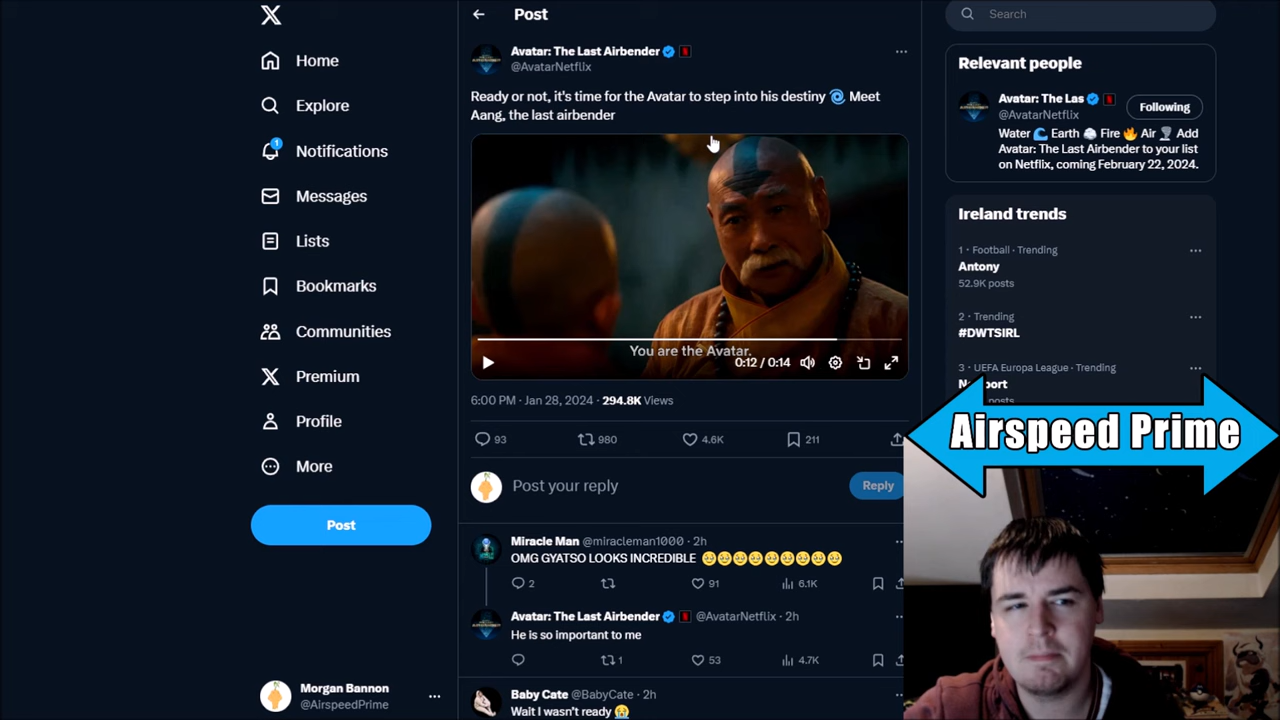 Home
Explore
1
Notifications
Messages
Lists
Bookmarks
Communities
Premium
Profile
More
Post
Morgan Bannon
@AirspeedPrime
Post
Avatar: The Last Airbender
@AvatarNetflix
Ready or not, it's time for the Avatar to step into his destiny 🌀 Meet
Aang, the last airbender
You are the Avatar.
0:12 / 0:14
6:00 PM · Jan 28, 2024 · 294.8K Views
93 980 4.6K 211
Post your reply
Reply
Miracle Man @miracleman1000 · 2h
OMG GYATSO LOOKS INCREDIBLE 🥹🥹🥹🥹🥹🥹🥹🥹🥹
2 91 6.1K
Avatar: The Last Airbender @AvatarNetflix · 2h
He is so important to me
1 53 4.7K
Baby Cate @BabyCate · 2h
Wait I wasn't ready 😭
Search
Relevant people
Avatar: The Las
@AvatarNetflix
Following
Water 🌊 Earth 🪨 Fire 🔥 Air 🌪️ Add
Avatar: The Last Airbender to your list
on Netflix, coming February 22, 2024.
Ireland trends
1 · Football · Trending
Antony
52.9K posts
2 · Trending
#DWTSIRL
3 · UEFA Europa League · Trending
posts
Airspeed Prime